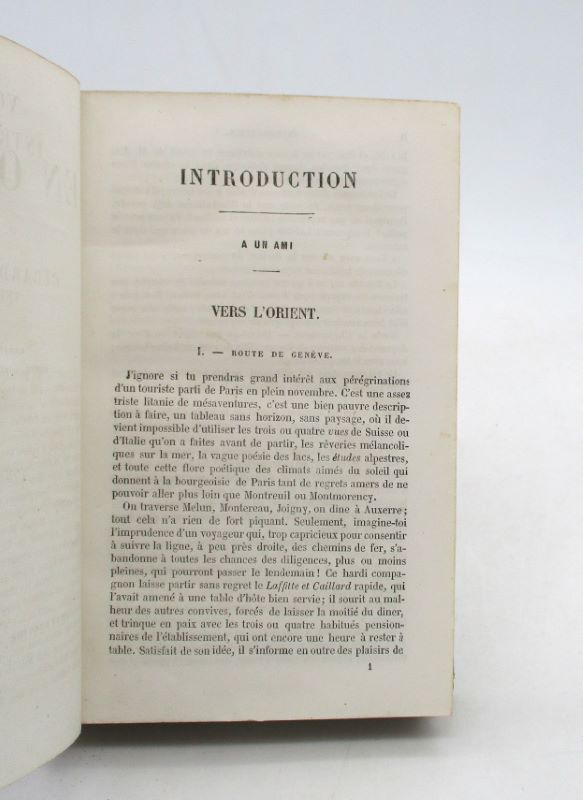 INTRODUCTION
A UN AMI
VERS L'ORIENT.
I. — ROUTE DE GENÈVE.
J'ignore si tu prendras grand intérêt aux pérégrinations
d'un touriste parti de Paris en plein novembre. C'est une assez
triste litanie de mésaventures, c'est une bien pauvre descrip-
tion à faire, un tableau sans horizon, sans paysage, où il de-
vient impossible d'utiliser les trois ou quatre vues de Suisse ou
d'Italie qu'on a faites avant de partir, les rêveries mélancoli-
ques sur la mer, la vague poésie des lacs, les études alpestres,
et toute cette flore poétique des climats aimés du soleil qui
donnent à la bourgeoisie de Paris tant de regrets amers de ne
pouvoir aller plus loin que Montreuil ou Montmorency.
On traverse Melun, Montereau, Joigny, on dîne à Auxerre;
tout cela n'a rien de fort piquant. Seulement, imagine-toi
l'imprudence d'un voyageur qui, trop capricieux pour consentir
à suivre la ligne, à peu près droite, des chemins de fer, s'a-
bandonne à toutes les chances des diligences, plus ou moins
pleines, qui pourront passer le lendemain! Ce hardi compa-
gnon laisse partir sans regret le Laffitte et Caillard rapide, qui
l'avait amené à une table d'hôte bien servie; il sourit au mal-
heur des autres convives, forcés de laisser la moitié du dîner,
et trinque en paix avec les trois ou quatre habitués pension-
naires de l'établissement, qui ont encore une heure à rester à
table. Satisfait de son idée, il s'informe en outre des plaisirs de
1